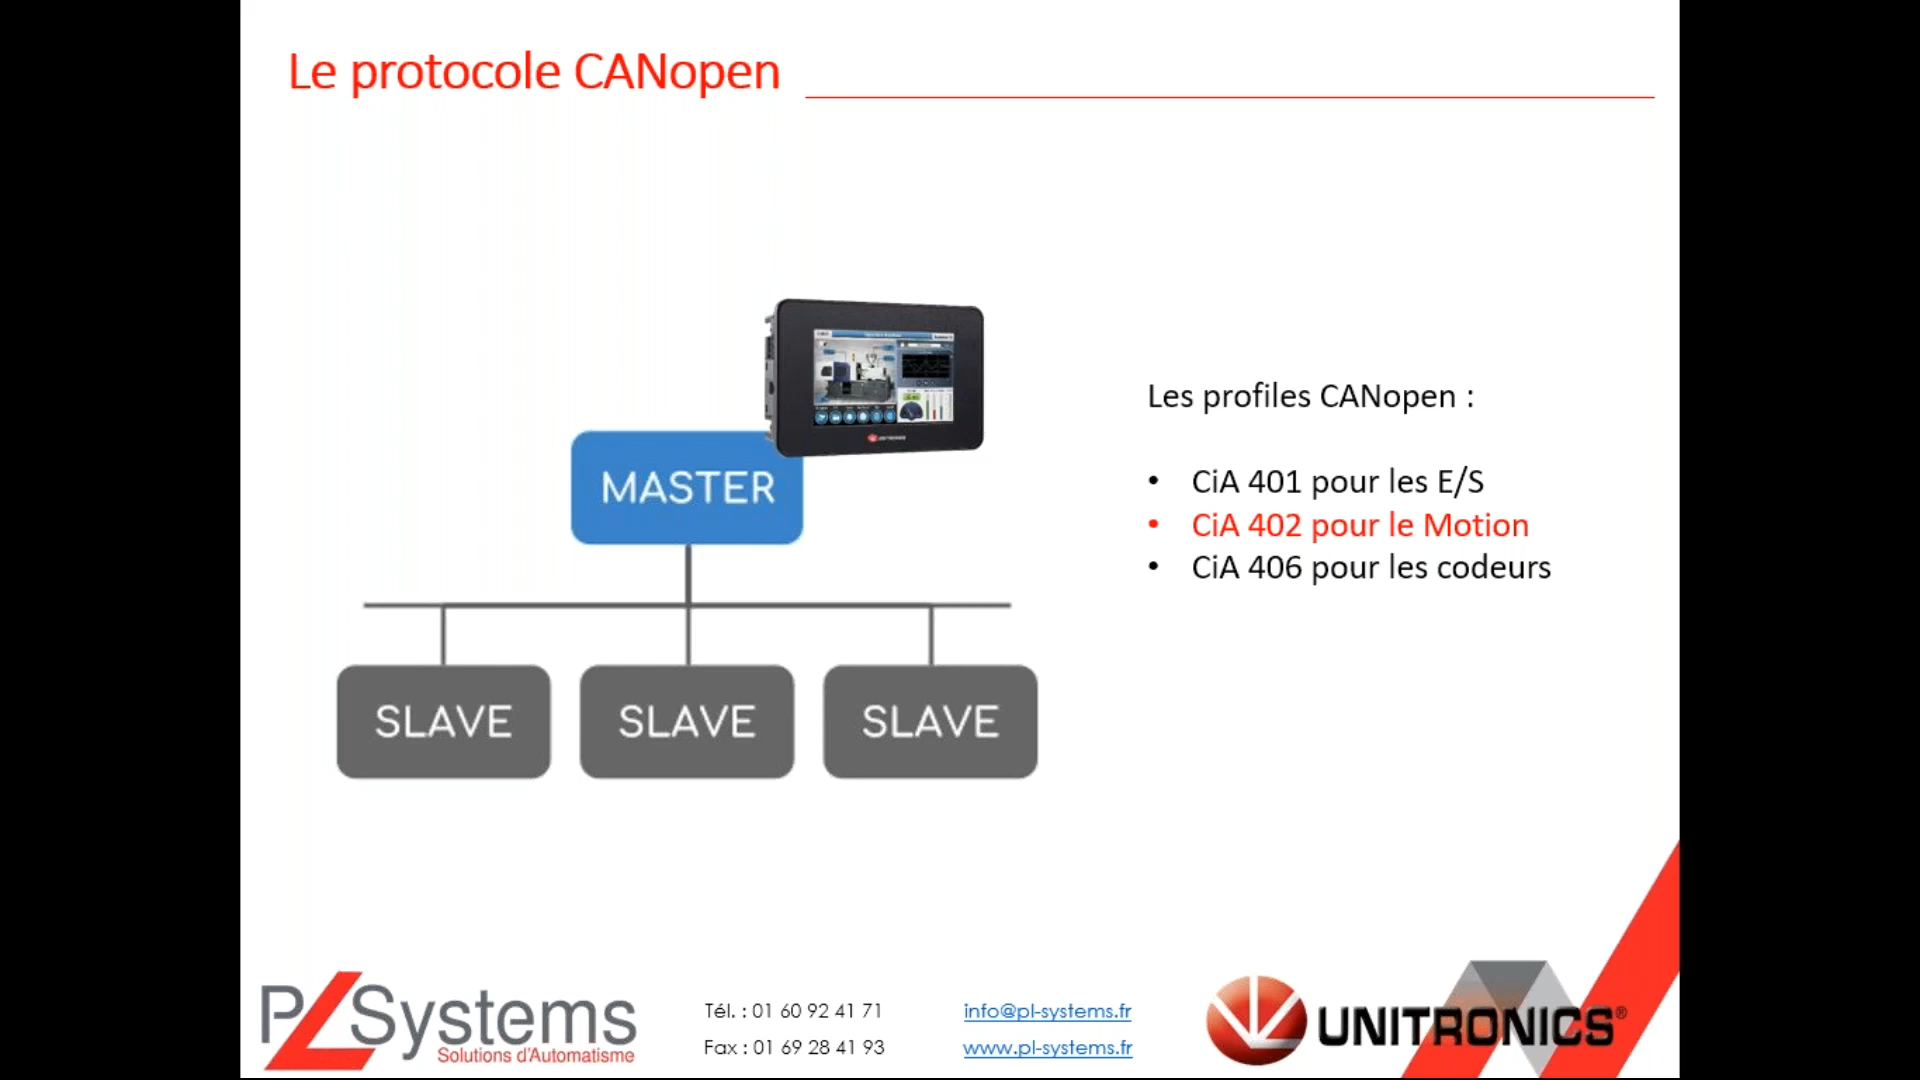 Le protocole CANopen
UNITRONICS
MASTER
SLAVE SLAVE SLAVE
Les profiles CANopen :
• CiA 401 pour les E/S
• CiA 402 pour le Motion
• CiA 406 pour les codeurs
PLSystems
Solutions d'Automatisme
Tél. : 01 60 92 41 71
Fax : 01 69 28 41 93
info@pl-systems.fr
www.pl-systems.fr
UNITRONICS®